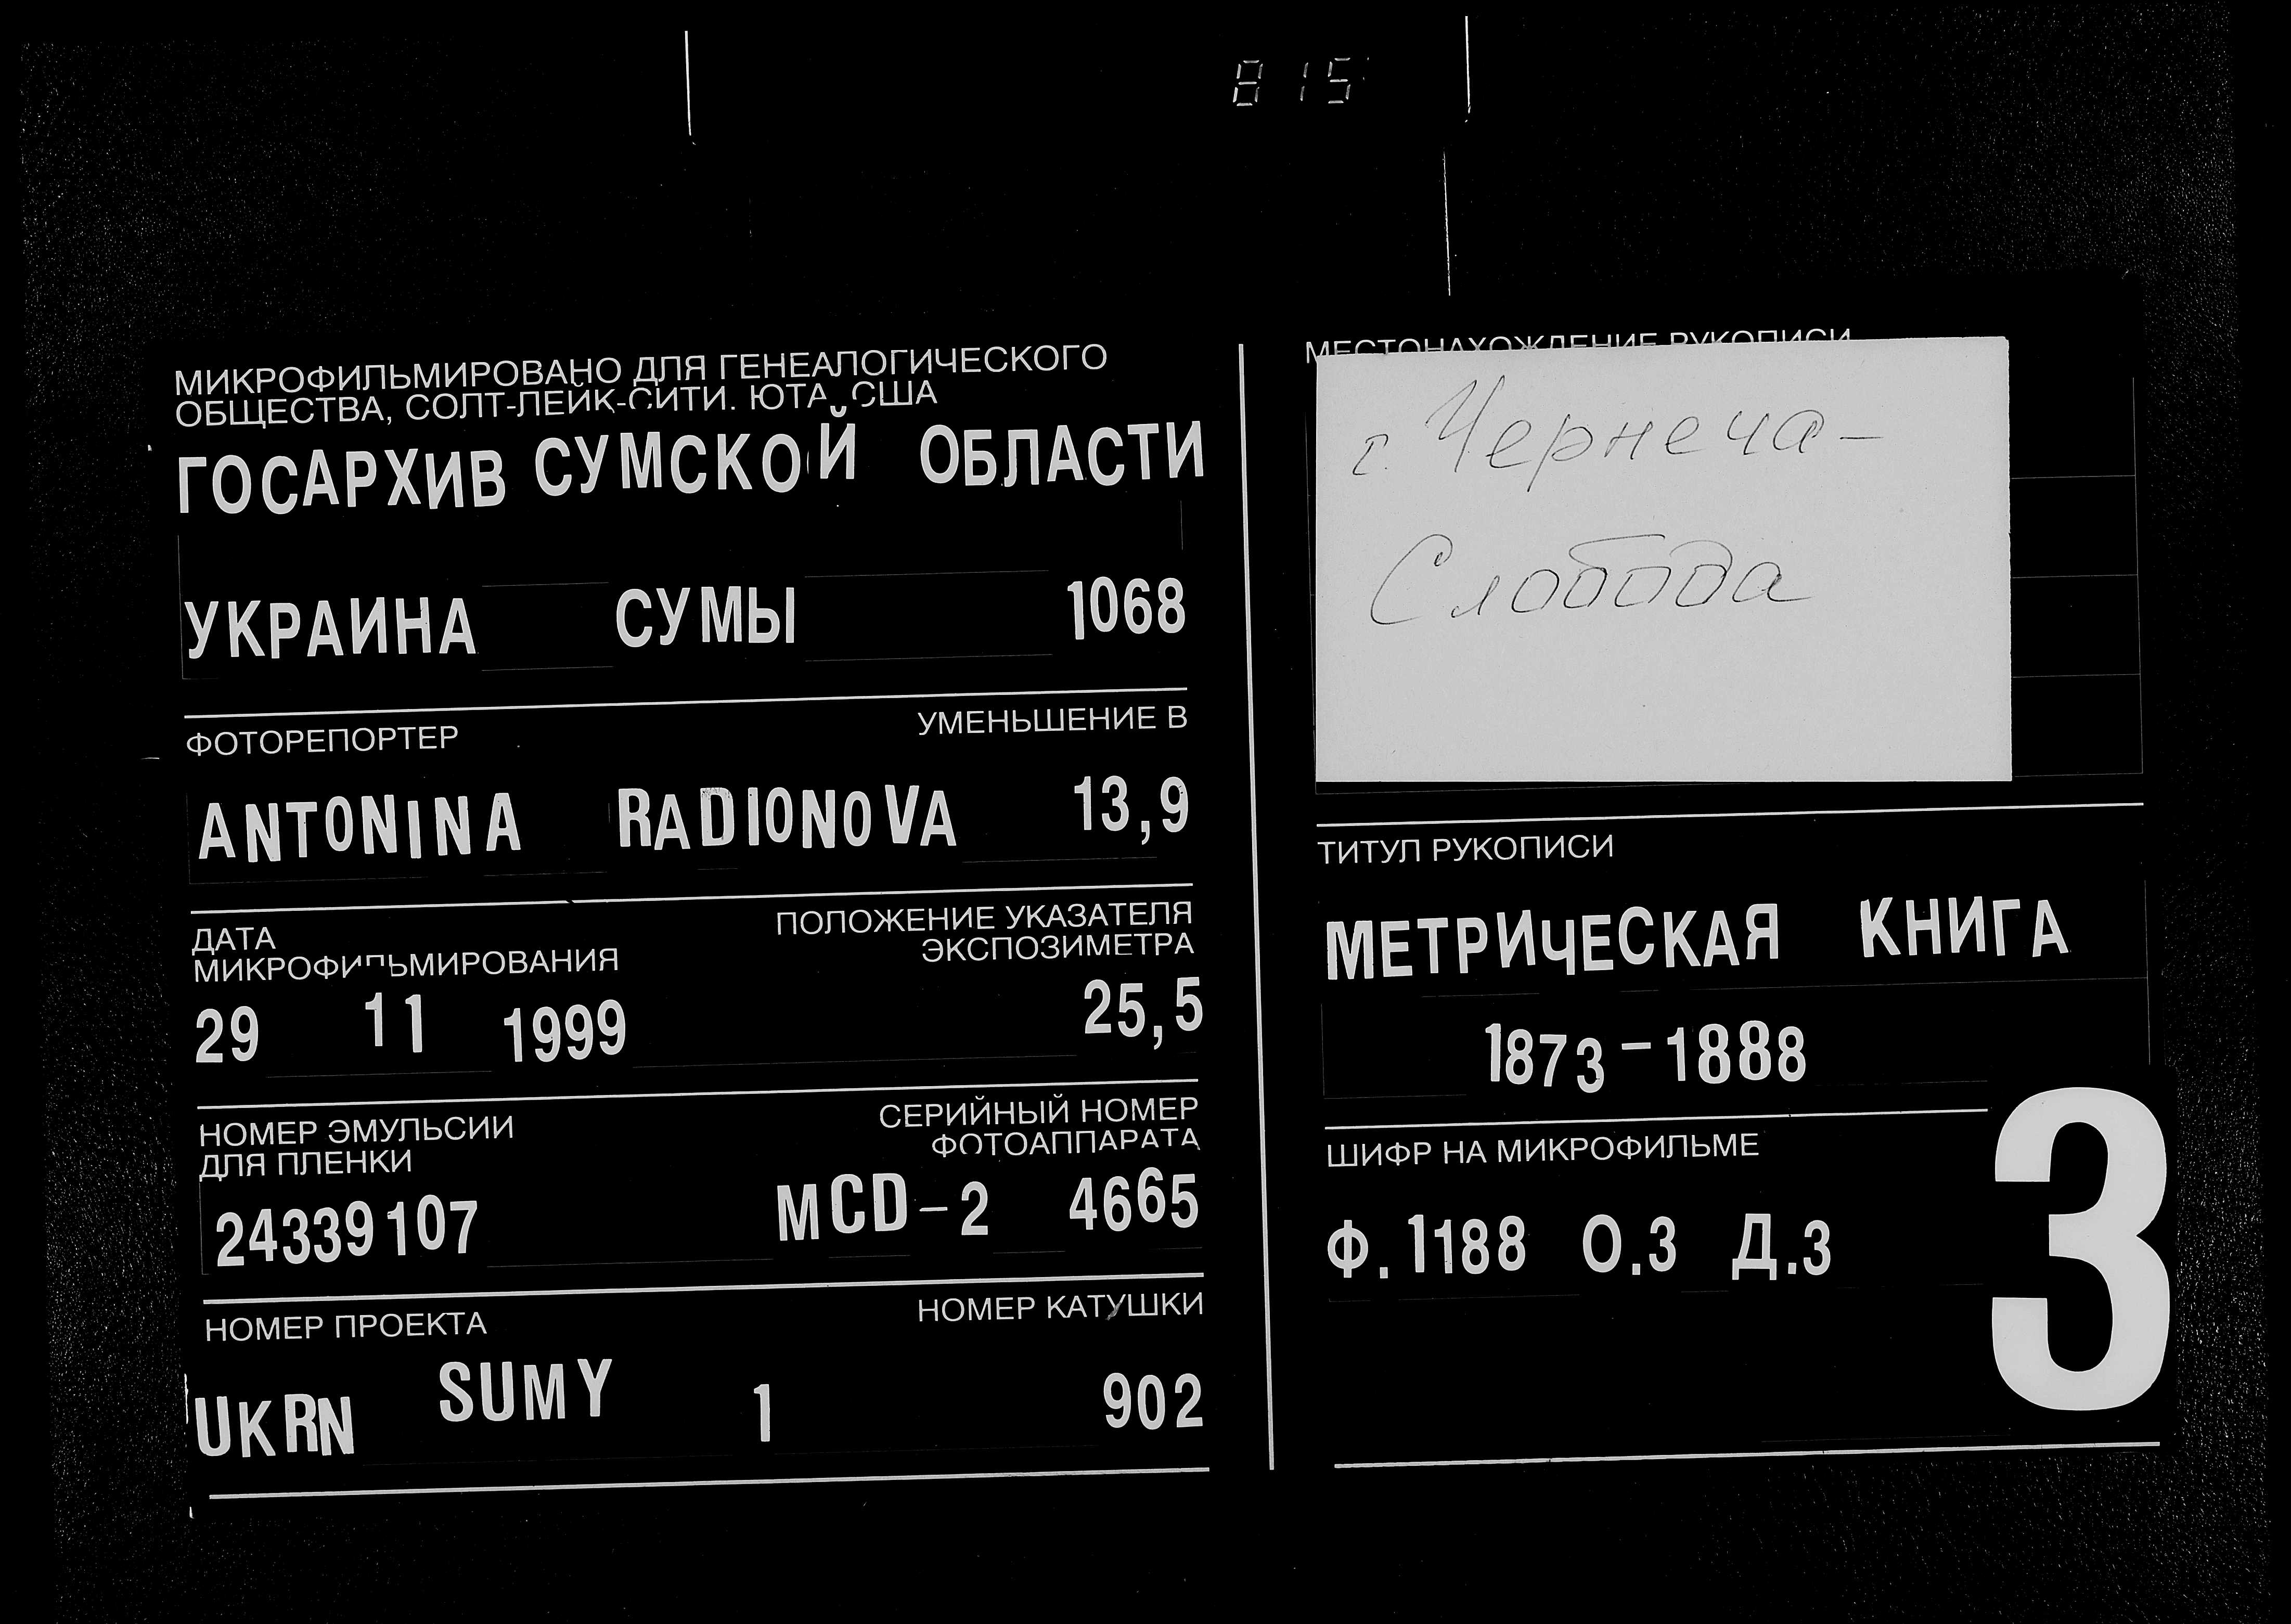 815
МИКРОФИЛЬМИРОВАНО ДЛЯ ГЕНЕАЛОГИЧЕСКОГО
ОБЩЕСТВА, СОЛТ-ЛЕЙК-СИТИ. ЮТА, США
ГОСАРХИВ СУМСКОЙ ОБЛАСТИ
УКРАИНА СУМЫ 1068
ФОТОРЕПОРТЕР УМЕНЬШЕНИЕ В
ANTONINA RADIONOVA 13,9
ДАТА
МИКРОФИЛЬМИРОВАНИЯ
ПОЛОЖЕНИЕ УКАЗАТЕЛЯ
ЭКСПОЗИМЕТРА
29 11 1999 25,5
НОМЕР ЭМУЛЬСИИ
ДЛЯ ПЛЕНКИ
СЕРИЙНЫЙ НОМЕР
ФОТОАППАРАТА
24339107 MCD-2 4665
НОМЕР ПРОЕКТА НОМЕР КАТУШКИ
UKRN SUMY 1 902
МЕСТОНАХОЖДЕНИЕ РУКОПИСИ
г. Чернеча-
Слобода
ТИТУЛ РУКОПИСИ
МЕТРИЧЕСКАЯ КНИГА
1873-1888
ШИФР НА МИКРОФИЛЬМЕ
Ф. 1188 О.3 Д.3
3